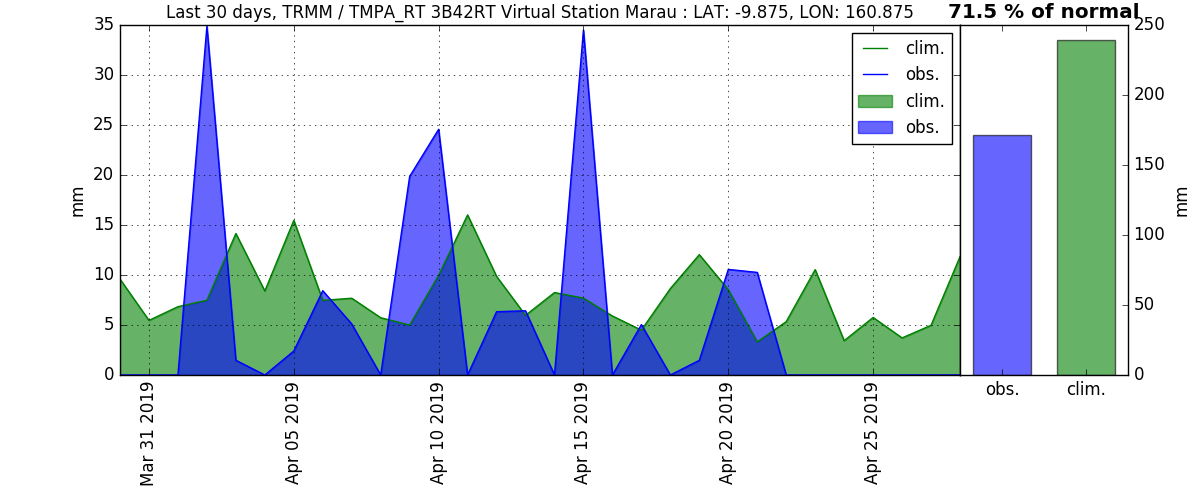 Last 30 days, TRMM / TMPA_RT 3B42RT Virtual Station Marau : LAT: -9.875, LON: 160.875
71.5 % of normal
35
30
25
20
15
10
5
0
mm
clim.
obs.
clim.
obs.
Mar 31 2019
Apr 05 2019
Apr 10 2019
Apr 15 2019
Apr 20 2019
Apr 25 2019
250
200
150
100
50
0
mm
obs.
clim.